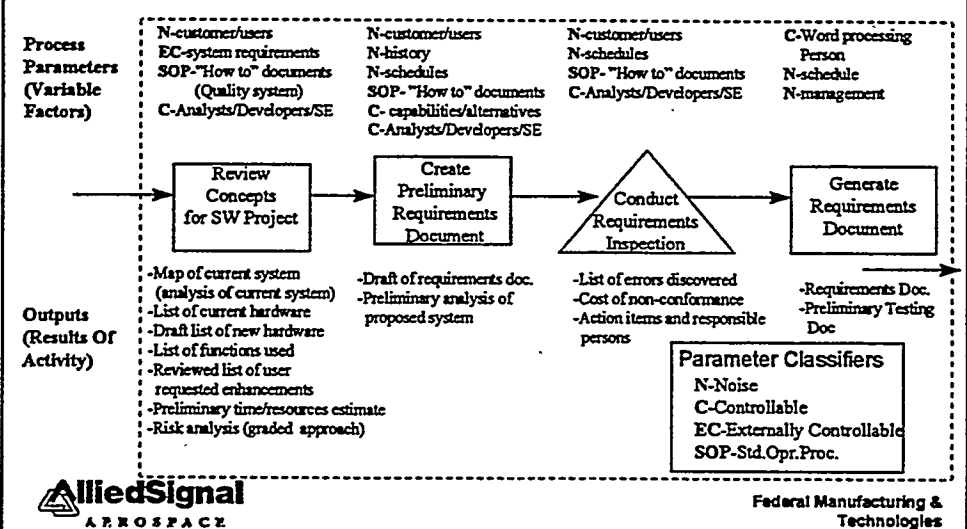 Process
Parameters
(Variable
Factors)
N-customer/users
EC-system requirements
SOP-"How to" documents
(Quality system)
C-Analysts/Developers/SE
N-customer/users
N-history
N-schedules
SOP- "How to" documents
C- capabilities/alternatives
C-Analysts/Developers/SE
N-customer/users
N-schedules
SOP- "How to" documents
C-Analysts/Developers/SE
C-Word processing
Person
N-schedule
N-management
Review
Concepts
for SW Project
Create
Preliminary
Requirements
Document
Conduct
Requirements
Inspection
Generate
Requirements
Document
Outputs
(Results Of
Activity)
-Map of current system
(analysis of current system)
-List of current hardware
-Draft list of new hardware
-List of functions used
-Reviewed list of user
requested enhancements
-Preliminary time/resources estimate
-Risk analysis (graded approach)
-Draft of requirements doc.
-Preliminary analysis of
proposed system
-List of errors discovered
-Cost of non-conformance
-Action items and responsible
persons
-Requirements Doc.
-Preliminary Testing
Doc
Parameter Classifiers
N-Noise
C-Controllable
EC-Externally Controllable
SOP-Std.Opr.Proc.
AlliedSignal
AEROSPACE
Federal Manufacturing &
Technologies